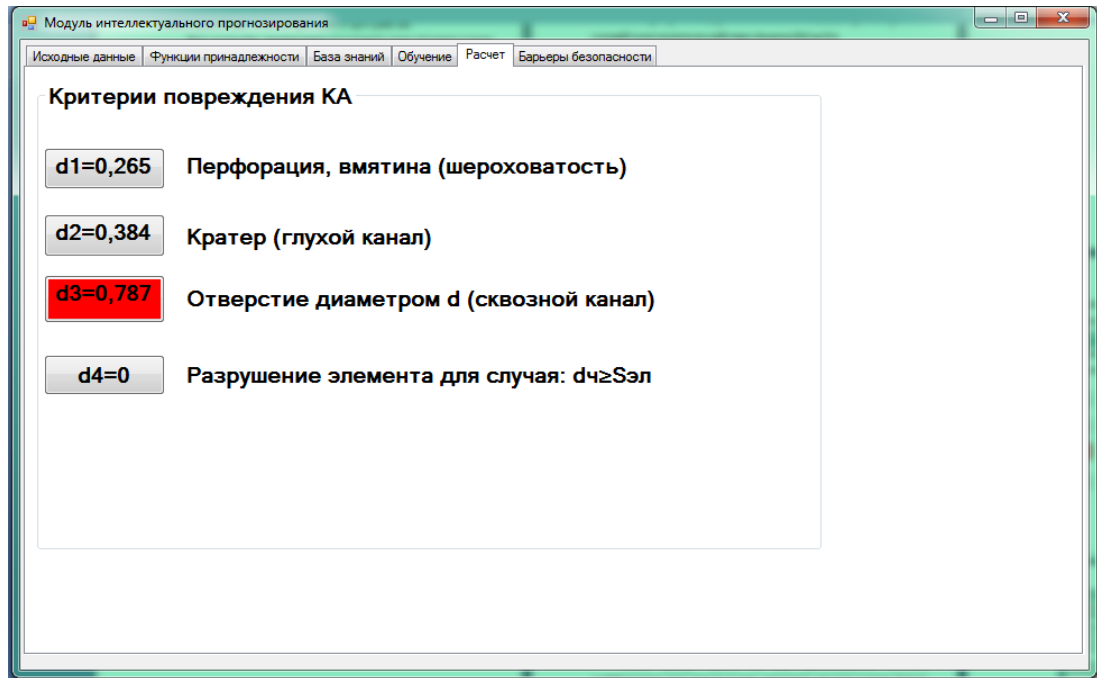 Модуль интеллектуального прогнозирования
Исходные данные Функции принадлежности База знаний Обучение Расчет Барьеры безопасности
Критерии повреждения КА
d1=0,265 Перфорация, вмятина (шероховатость)
d2=0,384 Кратер (глухой канал)
d3=0,787 Отверстие диаметром d (сквозной канал)
d4=0 Разрушение элемента для случая: dч≥Sэл